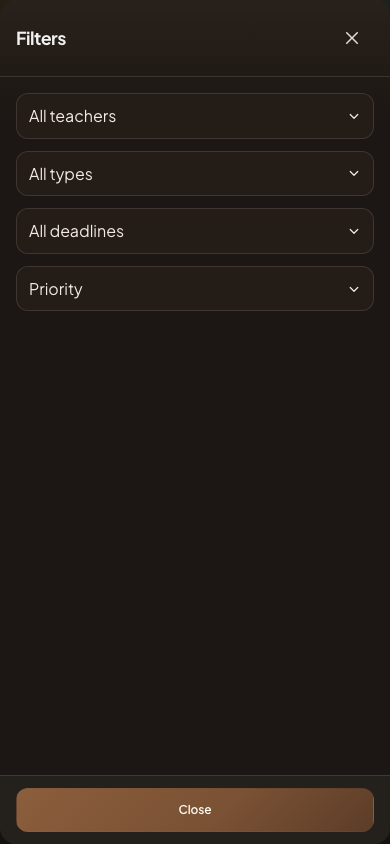 Filters
All teachers
All types
All deadlines
Priority
Close